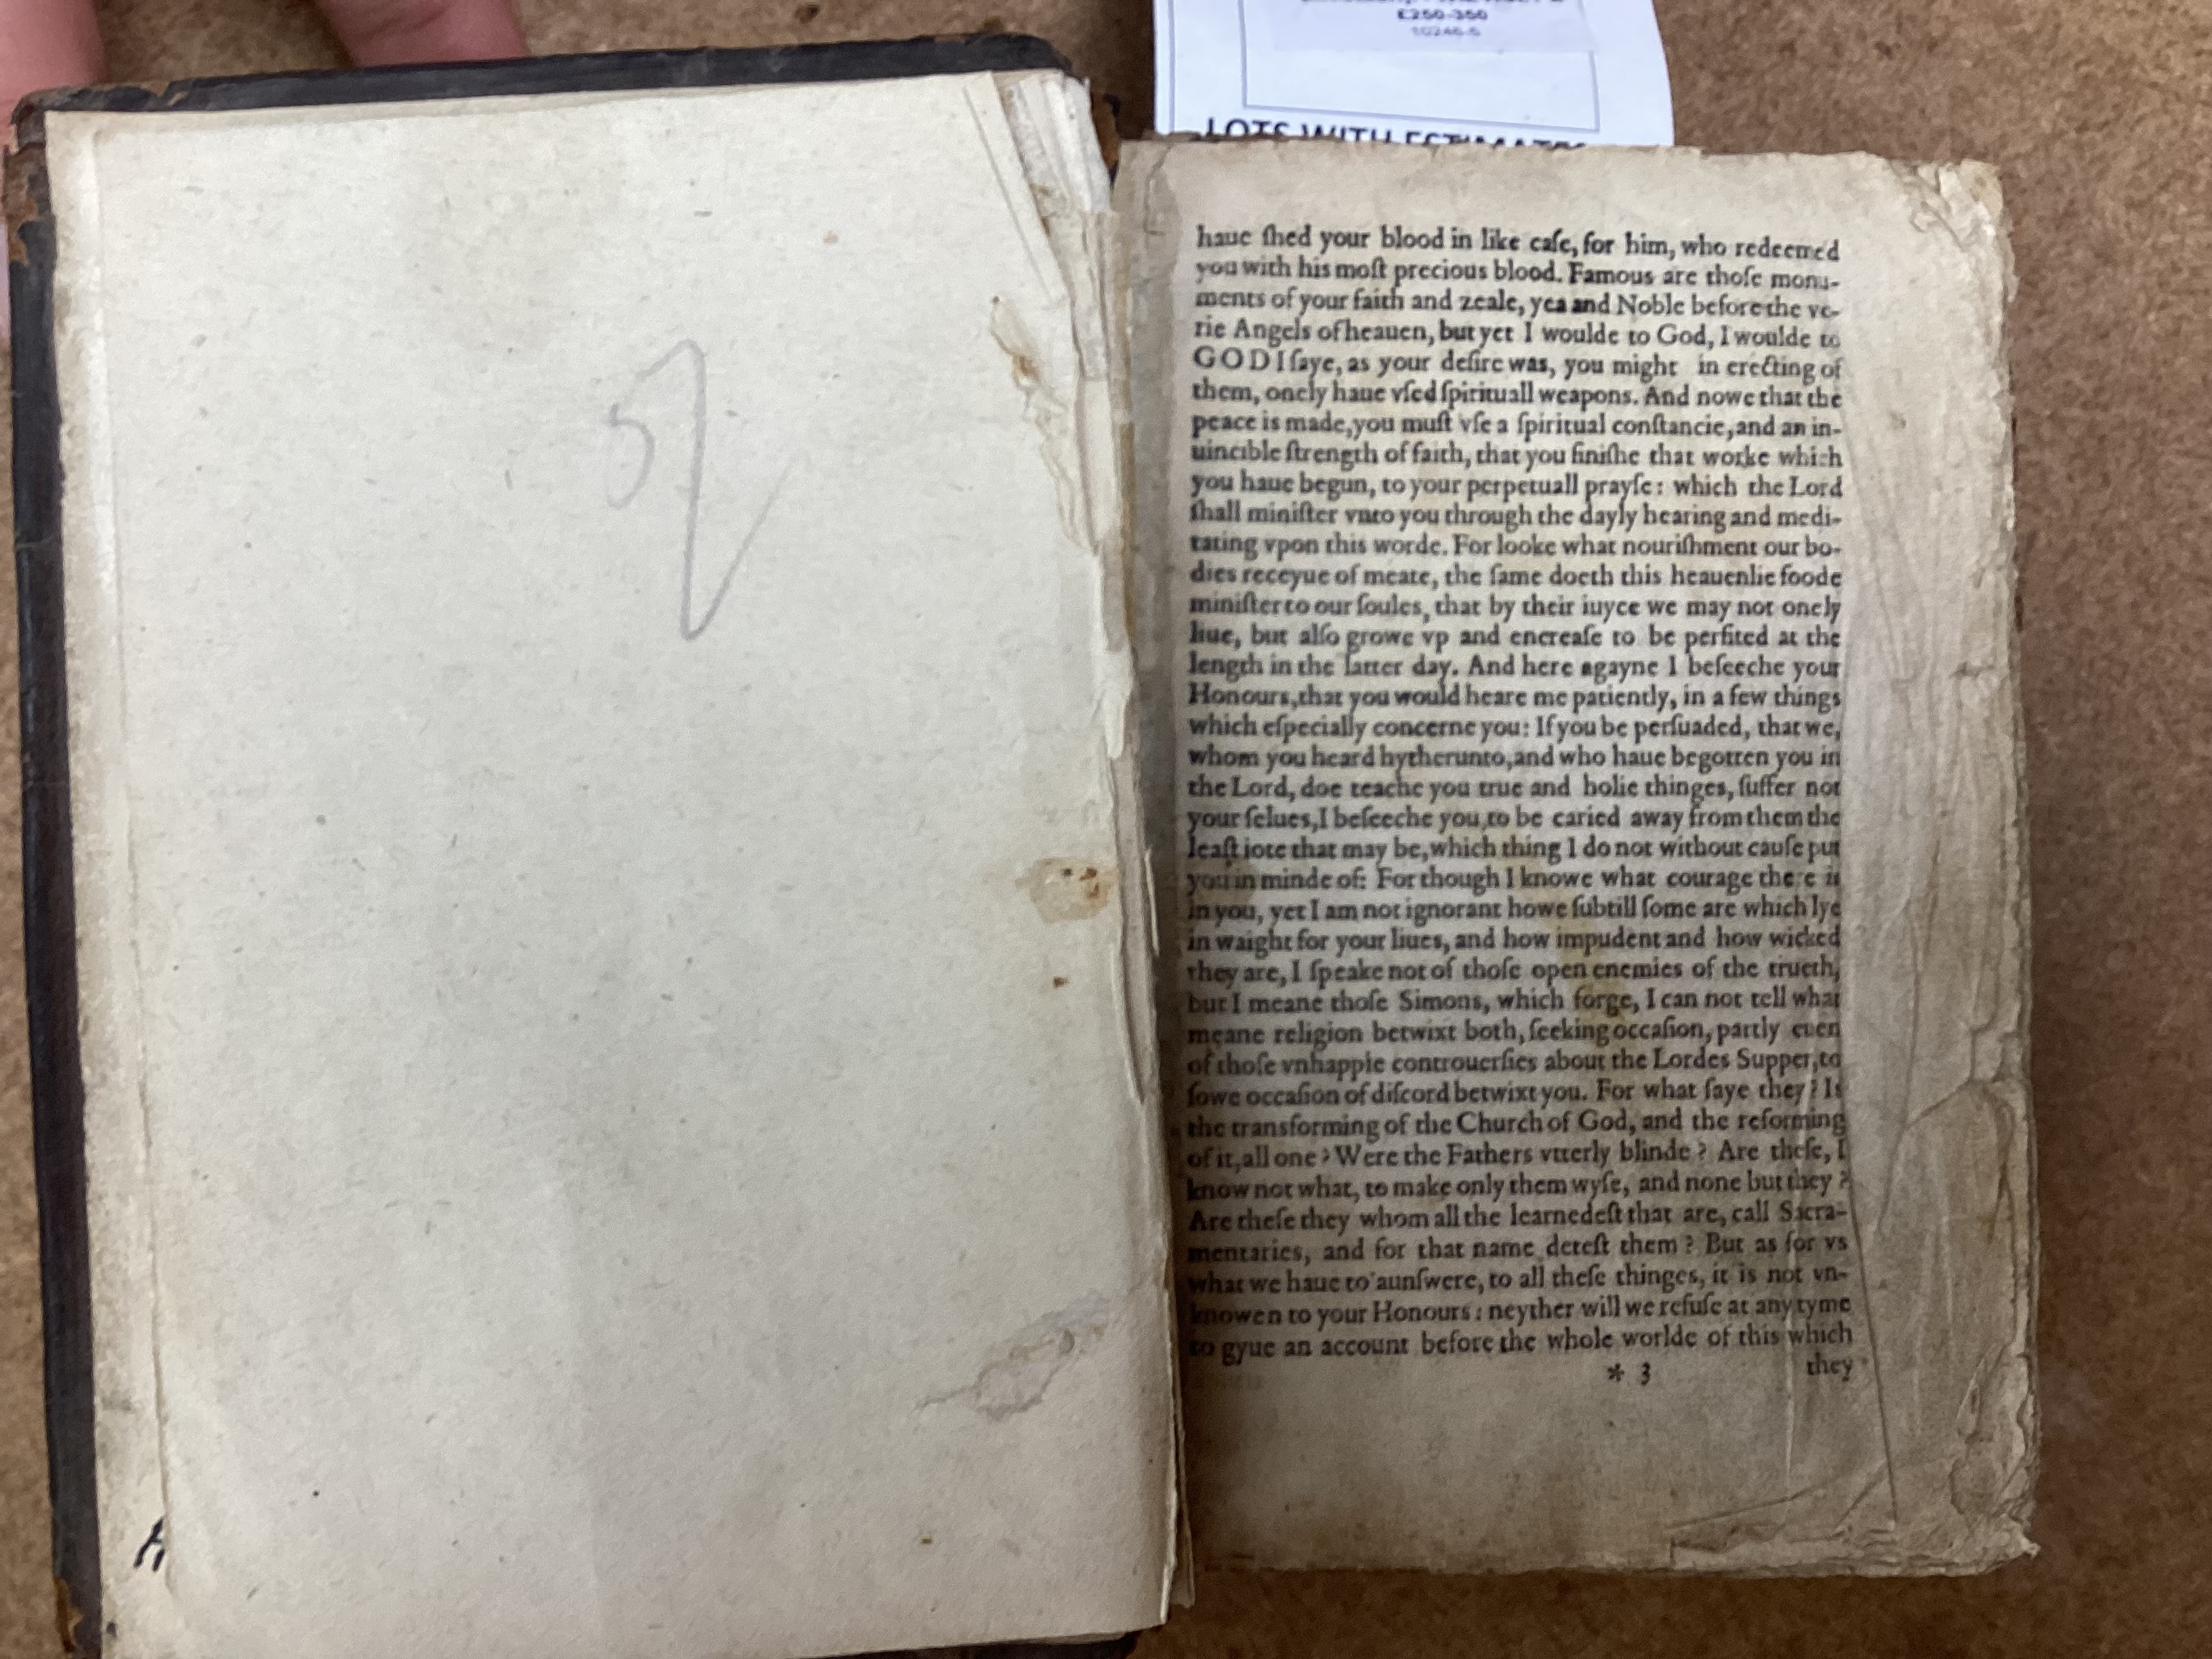 £250-350
10246-6
LOTS WITH ESTIMATES
haue ſhed your blood in like caſe, for him, who redeemed
you with his moſt precious blood. Famous are thoſe monu-
ments of your faith and zeale, yea and Noble before the ve-
rie Angels of heauen, but yet I woulde to God, I woulde to
GOD I ſaye, as your deſire was, you might in erecting of
them, onely haue vſed ſpirituall weapons. And nowe that the
peace is made, you muſt vſe a ſpiritual conſtancie, and an in-
uincible ſtrength of faith, that you finiſhe that worke which
you haue begun, to your perpetuall prayſe: which the Lord
ſhall miniſter vnto you through the dayly hearing and medi-
tating vpon this worde. For looke what nouriſhment our bo-
dies receyue of meate, the ſame doeth this heauenlie foode
miniſter to our ſoules, that by their iuyce we may not onely
liue, but alſo growe vp and encreaſe to be perfited at the
length in the latter day. And here agayne I beſeeche your
Honours, that you would heare me patiently, in a few things
which eſpecially concerne you: If you be perſuaded, that we,
whom you heard hytherunto, and who haue begotten you in
the Lord, doe teache you true and holie thinges, ſuffer not
your ſelues, I beſeeche you, to be caried away from them the
leaſt iote that may be, which thing I do not without cauſe put
you in minde of: For though I knowe what courage there is
in you, yet I am not ignorant howe ſubtill ſome are which lye
in waight for your liues, and how impudent and how wicked
they are, I ſpeake not of thoſe open enemies of the trueth,
but I meane thoſe Simons, which forge, I can not tell what
meane religion betwixt both, ſeeking occaſion, partly euen
of thoſe vnhappie controuerſies about the Lordes Supper, to
ſowe occaſion of diſcord betwixt you. For what ſaye they? Is
the transforming of the Church of God, and the reforming
of it, all one? Were the Fathers vtterly blinde? Are theſe, I
know not what, to make only them wyſe, and none but they?
Are theſe they whom all the learnedeſt that are, call Sacra-
mentaries, and for that name deteſt them? But as for vs
what we haue to aunſwere, to all theſe thinges, it is not vn-
knowen to your Honours: neyther will we refuſe at any tyme
to gyue an account before the whole worlde of this which
* 3 they